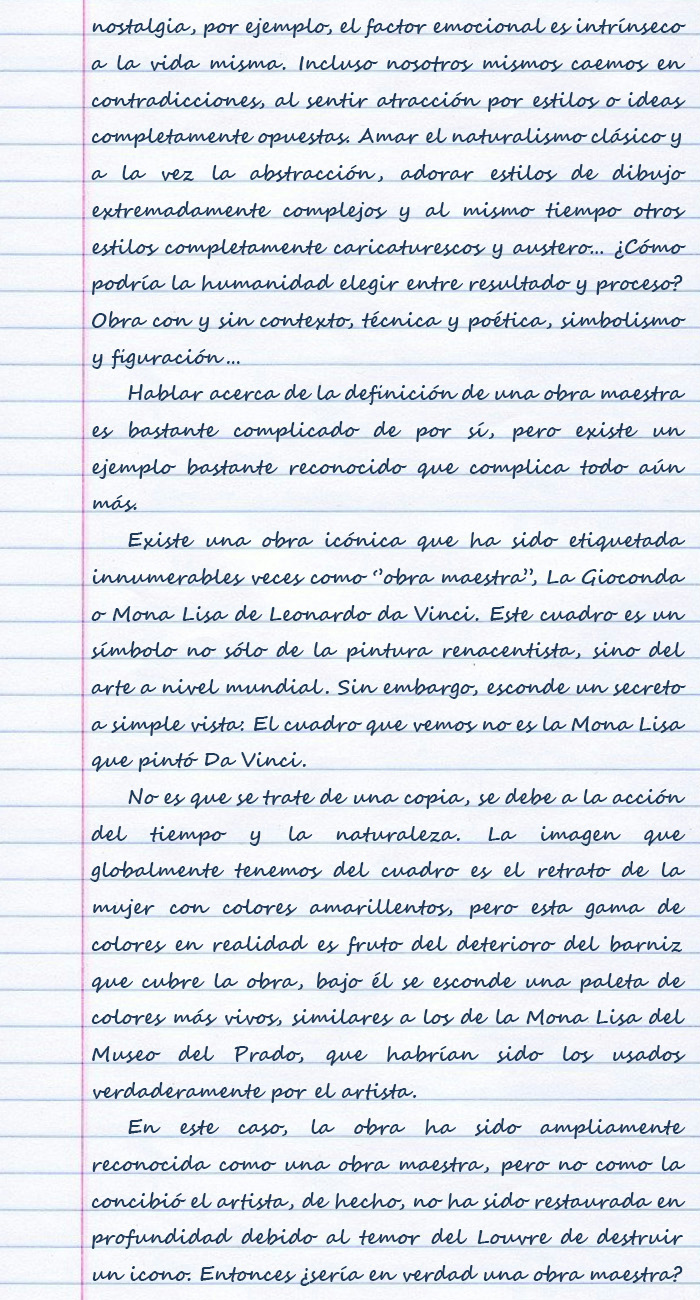 nostalgia, por ejemplo, el factor emocional es intrínseco
a la vida misma. Incluso nosotros mismos caemos en
contradicciones, al sentir atracción por estilos o ideas
completamente opuestas. Amar el naturalismo clásico y
a la vez la abstracción, adorar estilos de dibujo
extremadamente complejos y al mismo tiempo otros
estilos completamente caricaturescos y austero... ¿Cómo
podría la humanidad elegir entre resultado y proceso?
Obra con y sin contexto, técnica y poética, simbolismo
y figuración...
Hablar acerca de la definición de una obra maestra
es bastante complicado de por sí, pero existe un
ejemplo bastante reconocido que complica todo aún
más.
Existe una obra icónica que ha sido etiquetada
innumerables veces como “obra maestra”, La Gioconda
o Mona Lisa de Leonardo da Vinci. Este cuadro es un
símbolo no sólo de la pintura renacentista, sino del
arte a nivel mundial. Sin embargo, esconde un secreto
a simple vista: El cuadro que vemos no es la Mona Lisa
que pintó Da Vinci.
No es que se trate de una copia, se debe a la acción
del tiempo y la naturaleza. La imagen que
globalmente tenemos del cuadro es el retrato de la
mujer con colores amarillentos, pero esta gama de
colores en realidad es fruto del deterioro del barniz
que cubre la obra, bajo él se esconde una paleta de
colores más vivos, similares a los de la Mona Lisa del
Museo del Prado, que habrían sido los usados
verdaderamente por el artista.
En este caso, la obra ha sido ampliamente
reconocida como una obra maestra, pero no como la
concibió el artista, de hecho, no ha sido restaurada en
profundidad debido al temor del Louvre de destruir
un icono. Entonces ¿sería en verdad una obra maestra?